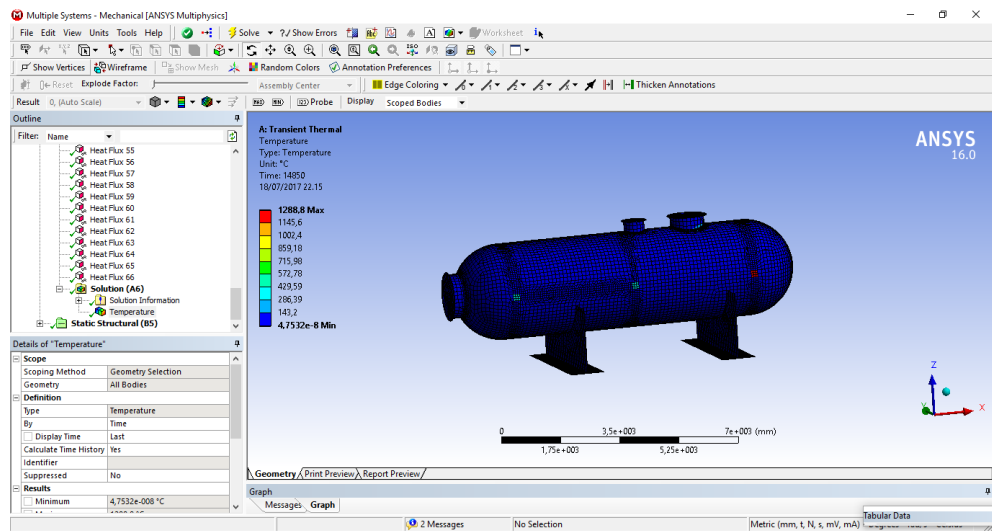 Multiple Systems - Mechanical [ANSYS Multiphysics]
File Edit View Units Tools Help Solve ?/ Show Errors Worksheet
Show Vertices Wireframe Show Mesh Random Colors Annotation Preferences
Reset Explode Factor: Assembly Center Edge Coloring Thicken Annotations
Result 0, (Auto Scale) Probe Display Scoped Bodies
Outline
Filter: Name
Heat Flux 55
Heat Flux 56
Heat Flux 57
Heat Flux 58
Heat Flux 59
Heat Flux 60
Heat Flux 61
Heat Flux 62
Heat Flux 63
Heat Flux 64
Heat Flux 65
Heat Flux 66
Solution (A6)
Solution Information
Temperature
Static Structural (B5)
Details of "Temperature"
Scope
Scoping Method Geometry Selection
Geometry All Bodies
Definition
Type Temperature
By Time
Display Time Last
Calculate Time History Yes
Identifier
Suppressed No
Results
Minimum 4,7532e-008 °C
A: Transient Thermal
Temperature
Type: Temperature
Unit: °C
Time: 14850
18/07/2017 22.15
1288,8 Max
1145,6
1002,4
859,18
715,98
572,78
429,59
286,39
143,2
4,7532e-8 Min
ANSYS
16.0
Z
Y
X
0 3,5e+003 7e+003 (mm)
1,75e+003 5,25e+003
Geometry Print Preview Report Preview
Graph
Messages Graph
Tabular Data
2 Messages No Selection Metric (mm, t, N, s, mV, mA)